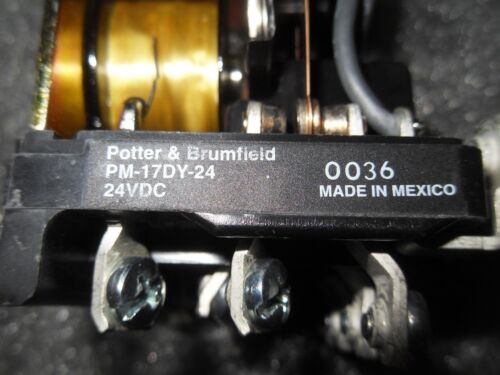 Potter & Brumfield
PM-17DY-24
24VDC
0036
MADE IN MEXICO